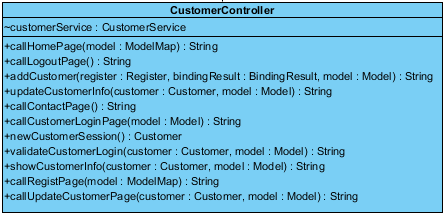 CustomerController
~customerService : CustomerService
+callHomePage(model : ModelMap) : String
+callLogoutPage() : String
+addCustomer(register : Register, bindingResult : BindingResult, model : Model) : String
+updateCustomerInfo(customer : Customer, model : Model) : String
+callContactPage() : String
+callCustomerLoginPage(model : Model) : String
+newCustomerSession() : Customer
+validateCustomerLogin(customer : Customer, model : Model) : String
+showCustomerInfo(customer : Customer, model : Model) : String
+callRegistPage(model : ModelMap) : String
+callUpdateCustomerPage(customer : Customer, model : Model) : String